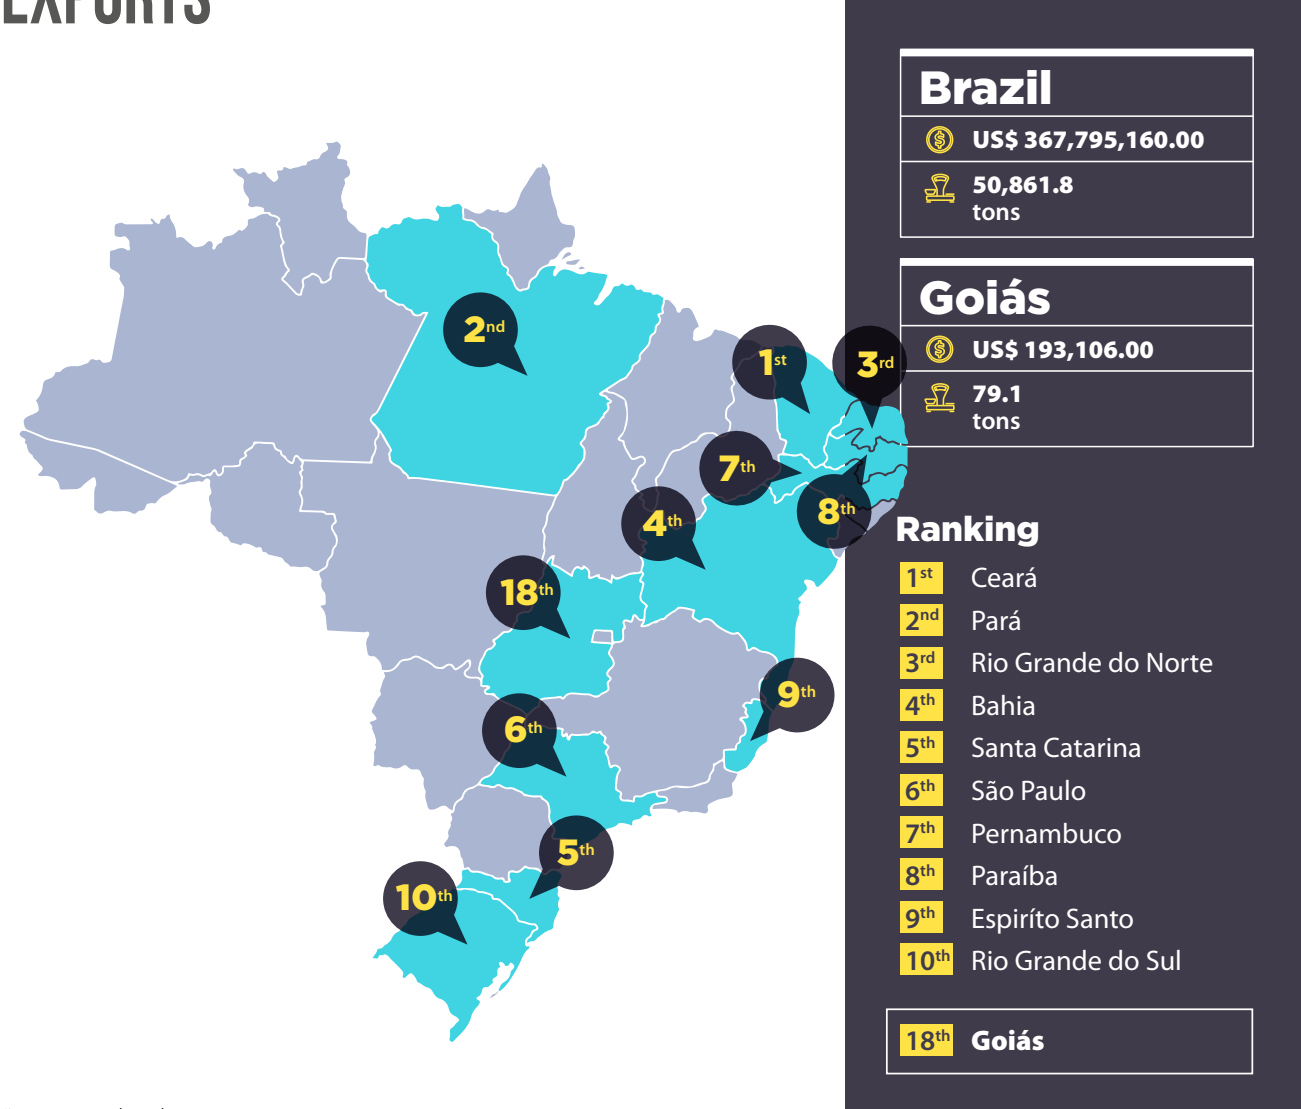 EXPORTS
Brazil
US$ 367,795,160.00
50,861.8
tons
Goiás
US$ 193,106.00
79.1
tons
2nd
1st
3rd
7th
4th
8th
18th
9th
6th
5th
10th
Ranking
1st Ceará
2nd Pará
3rd Rio Grande do Norte
4th Bahia
5th Santa Catarina
6th São Paulo
7th Pernambuco
8th Paraíba
9th Espiríto Santo
10th Rio Grande do Sul
18th Goiás